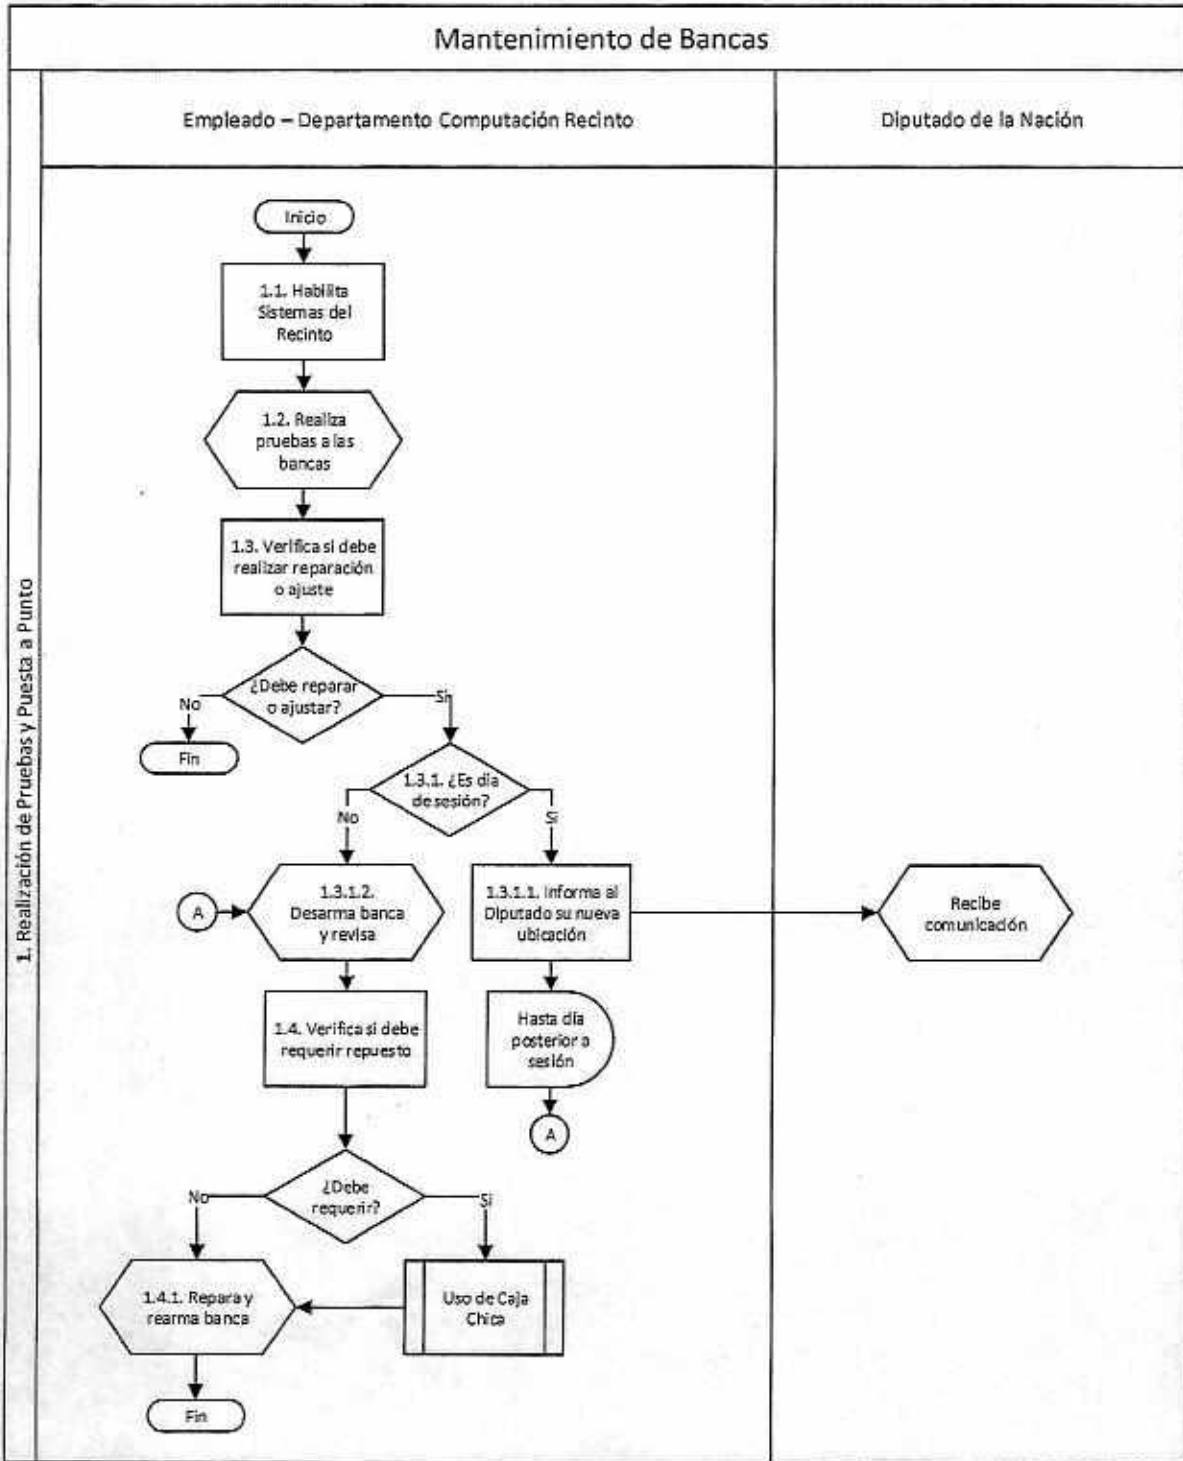 Mantenimiento de Bancas
Empleado – Departamento Computación Recinto
Diputado de la Nación
1. Realización de Pruebas y Puesta a Punto
Inicio
1.1. Habilita
Sistemas del
Recinto
1.2. Realiza
pruebas a las
bancas
1.3. Verifica si debe
realizar reparación
o ajuste
¿Debe reparar
o ajustar?
No
Si
Fin
1.3.1. ¿Es día
de sesión?
No
Si
A
1.3.1.2.
Desarma banca
y revisa
1.3.1.1. Informa al
Diputado su nueva
ubicación
Recibe
comunicación
1.4. Verifica si debe
requerir repuesto
Hasta día
posterior a
sesión
A
¿Debe
requerir?
No
Si
1.4.1. Repara y
rearma banca
Uso de Caja
Chica
Fin